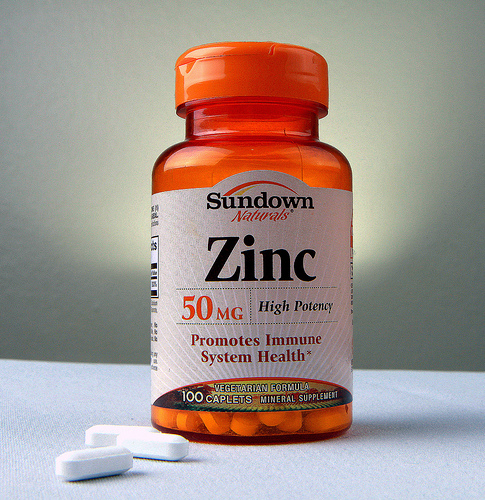 Sundown
Naturals®
Zinc
50 MG High Potency
Promotes Immune
System Health*
VEGETARIAN FORMULA
100 CAPLETS MINERAL SUPPLEMENT